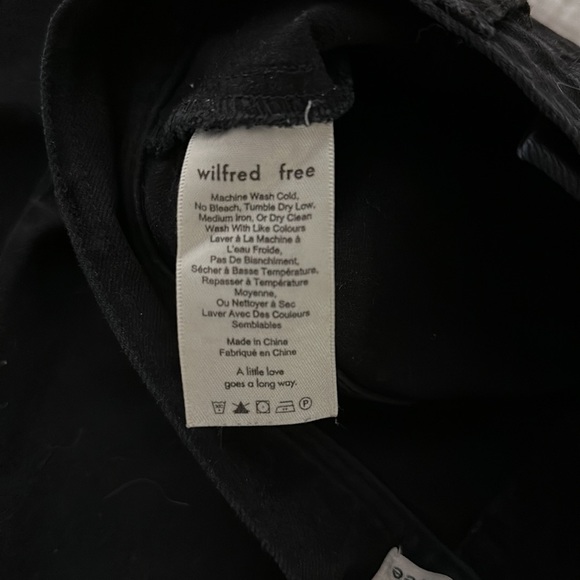 wilfred free
Machine Wash Cold,
No Bleach, Tumble Dry Low,
Medium Iron, Or Dry Clean
Wash With Like Colours
Laver à La Machine à
L'eau Froide,
Pas De Blanchiment,
Sécher à Basse Température,
Repasser à Température
Moyenne,
Ou Nettoyer à Sec
Laver Avec Des Couleurs
Semblables
Made in China
Fabriqué en Chine
A little love
goes a long way.
P